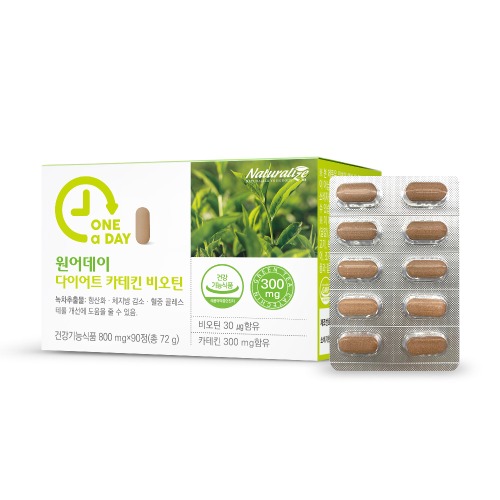 Naturalize
ONE
a DAY
원어데이
다이어트 카테킨 비오틴
녹차추출물: 항산화 · 체지방 감소 · 혈중 콜레스
테롤 개선에 도움을 줄 수 있음.
건강기능식품 800 mg×90정(총 72 g)
건강
기능식품
GREEN TEA
300
mg
CATECHIN
비오틴 30 ㎍함유
카테킨 300 mg함유